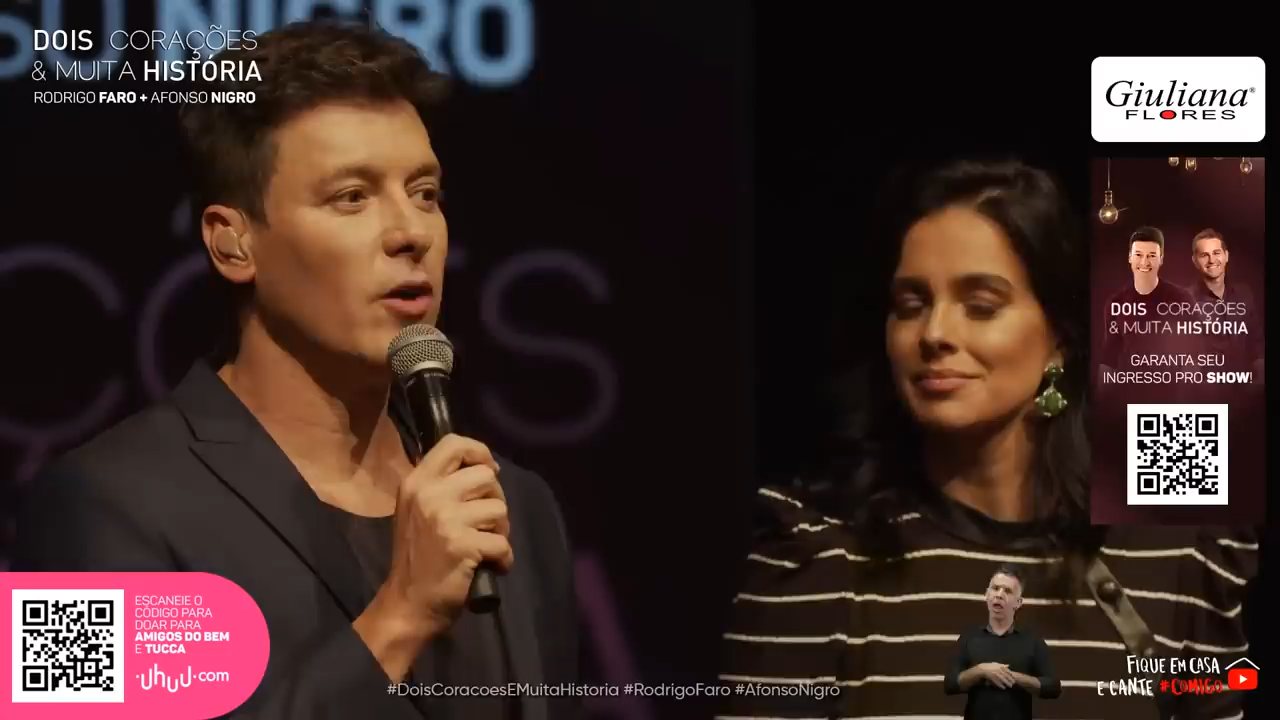 NIGRO
DOIS CORAÇÕES
& MUITA HISTÓRIA
RODRIGO FARO + AFONSO NIGRO
Giuliana
FLORES
DOIS CORAÇÕES
& MUITA HISTÓRIA
GARANTA SEU
INGRESSO PRO SHOW!
ESCANEIE O
CÓDIGO PARA
DOAR PARA
AMIGOS DO BEM
E TUCCA
uhuu.com
#DoisCoracoesEMuitaHistoria #RodrigoFaro #AfonsoNigro
FIQUE EM CASA
E CANTE #COMIGO